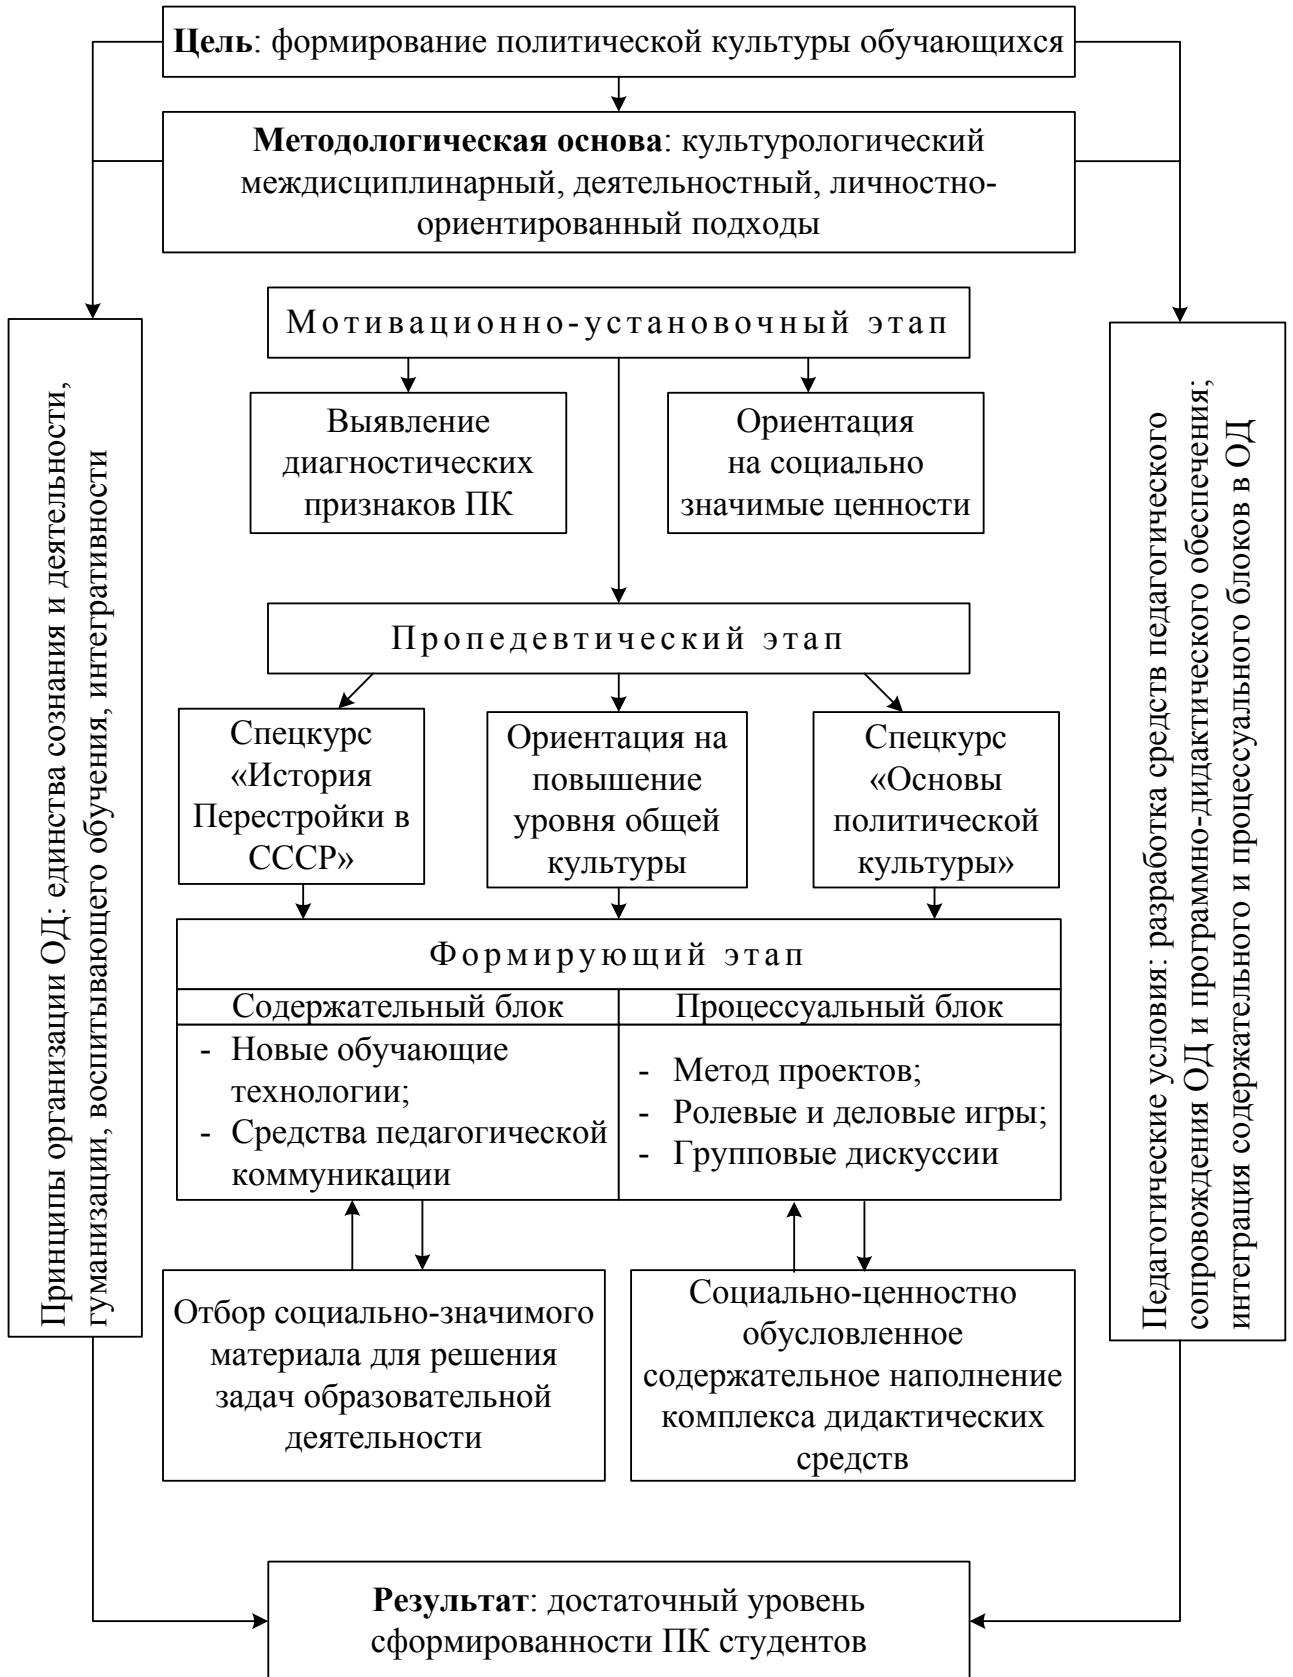 Цель: формирование политической культуры обучающихся
Методологическая основа: культурологический
междисциплинарный, деятельностный, личностно-
ориентированный подходы
Принципы организации ОД: единства сознания и деятельности,
гуманизации, воспитывающего обучения, интегративности
Мотивационно-установочный этап
Выявление
диагностических
признаков ПК
Ориентация
на социально
значимые ценности
Пропедевтический этап
Спецкурс
«История
Перестройки в
СССР»
Ориентация на
повышение
уровня общей
культуры
Спецкурс
«Основы
политической
культуры»
Формирующий этап
Содержательный блок
- Новые обучающие
технологии;
- Средства педагогической
коммуникации
Процессуальный блок
- Метод проектов;
- Ролевые и деловые игры;
- Групповые дискуссии
Отбор социально-значимого
материала для решения
задач образовательной
деятельности
Социально-ценностно
обусловленное
содержательное наполнение
комплекса дидактических
средств
Педагогические условия: разработка средств педагогического
сопровождения ОД и программно-дидактического обеспечения;
интеграция содержательного и процессуального блоков в ОД
Результат: достаточный уровень
сформированности ПК студентов